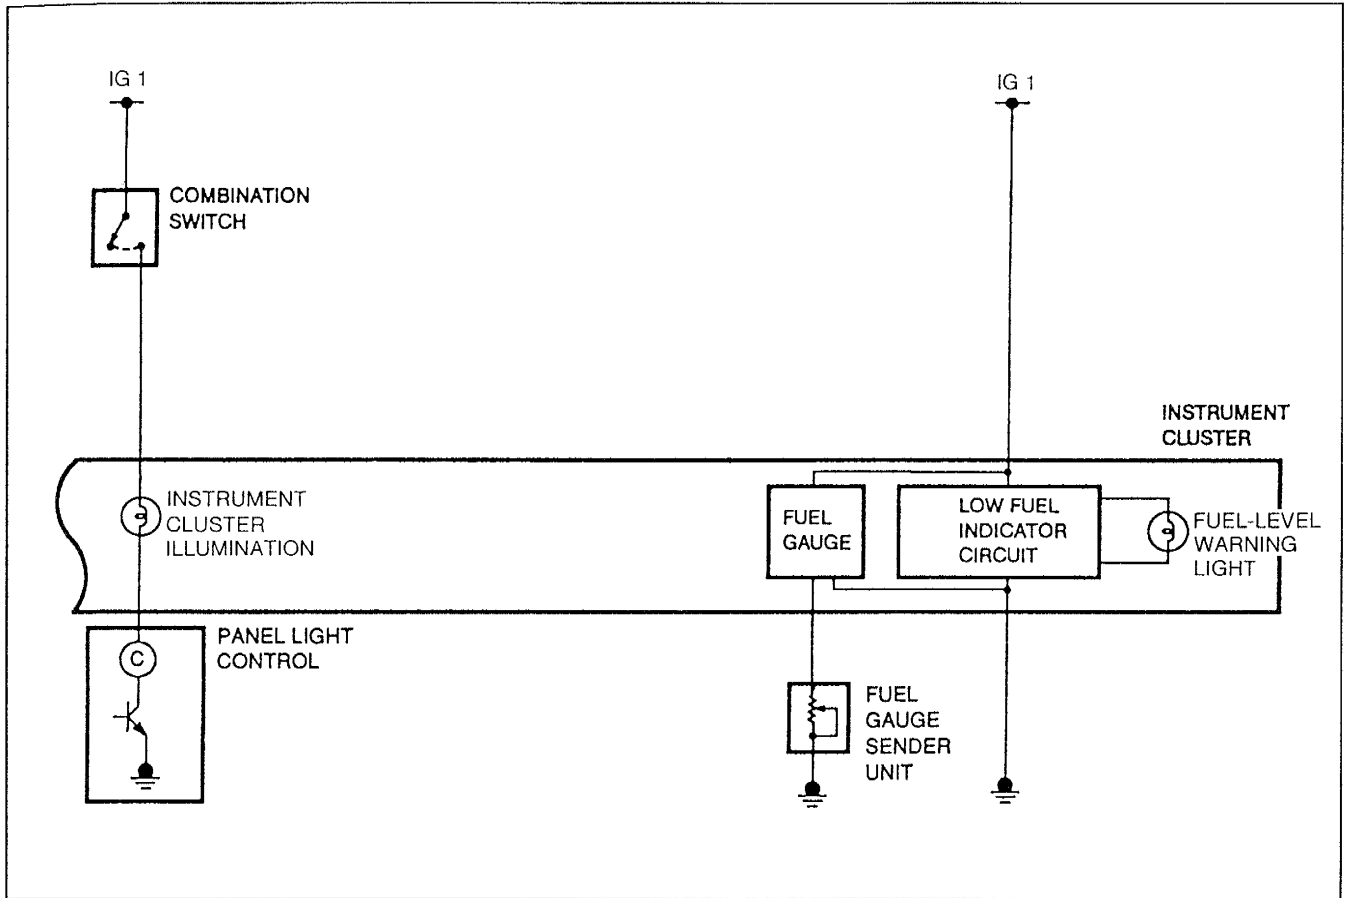 IG 1
IG 1
COMBINATION
SWITCH
INSTRUMENT
CLUSTER
INSTRUMENT
CLUSTER
ILLUMINATION
FUEL
GAUGE
LOW FUEL
INDICATOR
CIRCUIT
FUEL-LEVEL
WARNING
LIGHT
PANEL LIGHT
CONTROL
C
FUEL
GAUGE
SENDER
UNIT